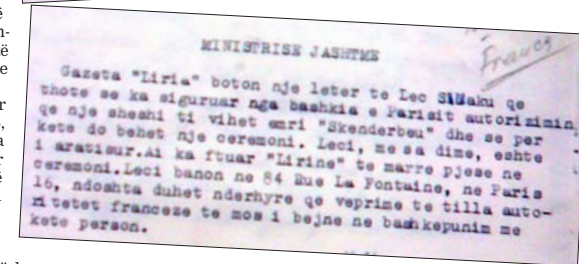 Franca
MINISTRISE JASHTME
Gazeta "Liria" boton nje leter te Lec Shllaku qe
thote se ka siguruar nga bashkia e Parisit autorizimin
qe nje sheshi ti vihet emri "Skenderbeu" dhe se per
kete do behet nje ceremoni. Leci, me sa dime, eshte
i aratisur.Ai ka ftuar "Lirine" te marre pjese ne
ceremoni.Leci banon ne 84 Rue La Fontaine, ne Paris
16, ndoshta duhet nderhyre qe veprime te tilla auto-
ritetet franceze te mos i bejne ne bashkepunim me
kete person.